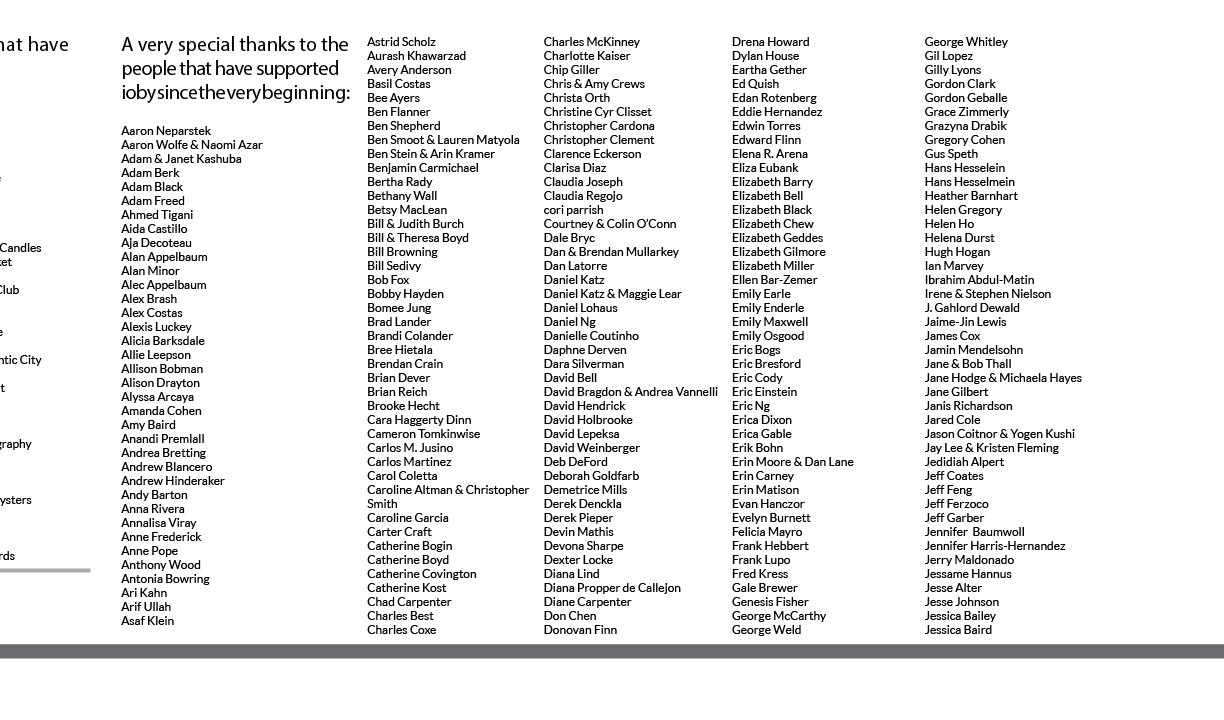 hat have
Candles
et
Club
e
ntic City
t
graphy
ysters
rds
A very special thanks to the
people that have supported
ioby since the very beginning:
Aaron Neparstek
Aaron Wolfe & Naomi Azar
Adam & Janet Kashuba
Adam Berk
Adam Black
Adam Freed
Ahmed Tigani
Aida Castillo
Aja Decoteau
Alan Appelbaum
Alan Minor
Alec Appelbaum
Alex Brash
Alex Costas
Alexis Luckey
Alicia Barksdale
Allie Leepson
Allison Bobman
Alison Drayton
Alyssa Arcaya
Amanda Cohen
Amy Baird
Anandi Premlall
Andrea Bretting
Andrew Blancero
Andrew Hinderaker
Andy Barton
Anna Rivera
Annalisa Viray
Anne Frederick
Anne Pope
Anthony Wood
Antonia Bowring
Ari Kahn
Arif Ullah
Asaf Klein
Astrid Scholz
Aurash Khawarzad
Avery Anderson
Basil Costas
Bee Ayers
Ben Flanner
Ben Shepherd
Ben Smoot & Lauren Matyola
Ben Stein & Arin Kramer
Benjamin Carmichael
Bertha Rady
Bethany Wall
Betsy MacLean
Bill & Judith Burch
Bill & Theresa Boyd
Bill Browning
Bill Sedivy
Bob Fox
Bobby Hayden
Bomee Jung
Brad Lander
Brandi Colander
Bree Hietala
Brendan Crain
Brian Dever
Brian Reich
Brooke Hecht
Cara Haggerty Dinn
Cameron Tomkinwise
Carlos M. Jusino
Carlos Martinez
Carol Coletta
Caroline Altman & Christopher
Smith
Caroline Garcia
Carter Craft
Catherine Bogin
Catherine Boyd
Catherine Covington
Catherine Kost
Chad Carpenter
Charles Best
Charles Coxe
Charles McKinney
Charlotte Kaiser
Chip Giller
Chris & Amy Crews
Christa Orth
Christine Cyr Clisset
Christopher Cardona
Christopher Clement
Clarence Eckerson
Clarisa Diaz
Claudia Joseph
Claudia Regojo
cori parrish
Courtney & Colin O’Conn
Dale Bryc
Dan & Brendan Mullarkey
Dan Latorre
Daniel Katz
Daniel Katz & Maggie Lear
Daniel Lohaus
Daniel Ng
Danielle Coutinho
Daphne Derven
Dara Silverman
David Bell
David Bragdon & Andrea Vannelli
David Hendrick
David Holbrooke
David Lepeksa
David Weinberger
Deb DeFord
Deborah Goldfarb
Demetrice Mills
Derek Denckla
Derek Pieper
Devin Mathis
Devona Sharpe
Dexter Locke
Diana Lind
Diana Propper de Callejon
Diane Carpenter
Don Chen
Donovan Finn
Drena Howard
Dylan House
Eartha Gether
Ed Quish
Edan Rotenberg
Eddie Hernandez
Edwin Torres
Edward Flinn
Elena R. Arena
Eliza Eubank
Elizabeth Barry
Elizabeth Bell
Elizabeth Black
Elizabeth Chew
Elizabeth Geddes
Elizabeth Gilmore
Elizabeth Miller
Ellen Bar-Zemer
Emily Earle
Emily Enderle
Emily Maxwell
Emily Osgood
Eric Bogs
Eric Bresford
Eric Cody
Eric Einstein
Eric Ng
Erica Dixon
Erica Gable
Erik Bohn
Erin Moore & Dan Lane
Erin Carney
Erin Matison
Evan Hanczor
Evelyn Burnett
Felicia Mayro
Frank Hebbert
Frank Lupo
Fred Kress
Gale Brewer
Genesis Fisher
George McCarthy
George Weld
George Whitley
Gil Lopez
Gilly Lyons
Gordon Clark
Gordon Geballe
Grace Zimmerly
Grazyna Drabik
Gregory Cohen
Gus Speth
Hans Hesselein
Hans Hesselmein
Heather Barnhart
Helen Gregory
Helen Ho
Helena Durst
Hugh Hogan
Ian Marvey
Ibrahim Abdul-Matin
Irene & Stephen Nielson
J. Gahlord Dewald
Jaime-Jin Lewis
James Cox
Jamin Mendelsohn
Jane & Bob Thall
Jane Hodge & Michaela Hayes
Jane Gilbert
Janis Richardson
Jared Cole
Jason Coitnor & Yogen Kushi
Jay Lee & Kristen Fleming
Jedidiah Alpert
Jeff Coates
Jeff Feng
Jeff Ferzoco
Jeff Garber
Jennifer  Baumwoll
Jennifer Harris-Hernandez
Jerry Maldonado
Jessame Hannus
Jesse Alter
Jesse Johnson
Jessica Bailey
Jessica Baird